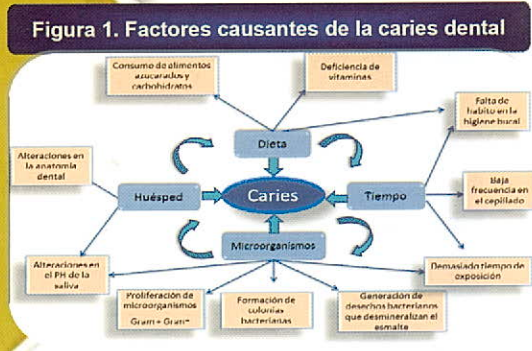 Figura 1. Factores causantes de la caries dental
Consumo de alimentos
azucarados y
carbohidratos
Deficiencia de
vitaminas
Falta de
habito en la
higiene bucal
Alteraciones en
la anatomía
dental
Dieta
Huésped
Caries
Tiempo
Baja
frecuencia en
el cepillado
Microorganismos
Alteraciones en
el PH de la
saliva
Demasiado tiempo de
exposición
Proliferación de
microorganismos
Gram + Gram-
Formación de
colonias
bacterianas
Generación de
desechos bacterianos
que desmineralizan el
esmalte